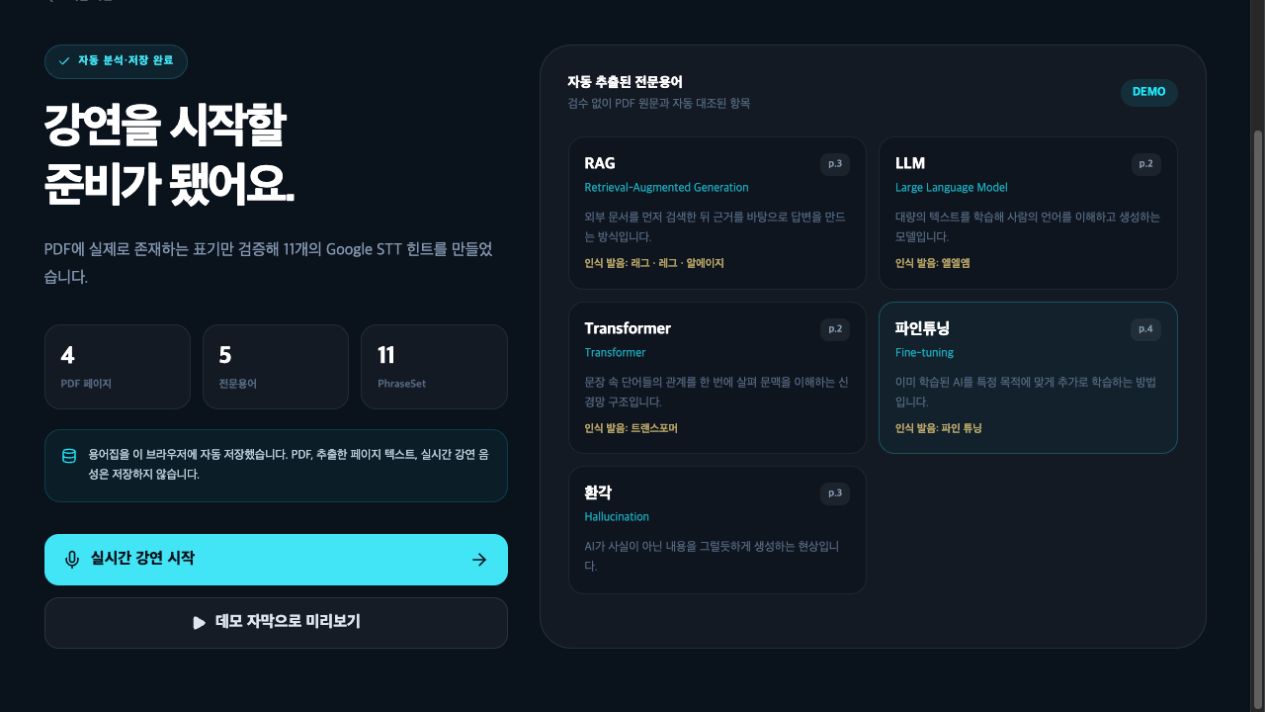 자동 분석·저장 완료
강연을 시작할
준비가 됐어요.
PDF에 실제로 존재하는 표기만 검증해 11개의 Google STT 힌트를 만들었
습니다.
4
PDF 페이지
5
전문용어
11
PhraseSet
용어집을 이 브라우저에 자동 저장했습니다. PDF, 추출한 페이지 텍스트, 실시간 강연 음
성은 저장하지 않습니다.
실시간 강연 시작
데모 자막으로 미리보기
자동 추출된 전문용어
검수 없이 PDF 원문과 자동 대조된 항목
DEMO
RAG
p.3
Retrieval-Augmented Generation
외부 문서를 먼저 검색한 뒤 근거를 바탕으로 답변을 만드
는 방식입니다.
인식 발음: 래그 · 레그 · 알에이지
LLM
p.2
Large Language Model
대량의 텍스트를 학습해 사람의 언어를 이해하고 생성하는
모델입니다.
인식 발음: 엘엘엠
Transformer
p.2
Transformer
문장 속 단어들의 관계를 한 번에 살펴 문맥을 이해하는 신
경망 구조입니다.
인식 발음: 트랜스포머
파인튜닝
p.4
Fine-tuning
이미 학습된 AI를 특정 목적에 맞게 추가로 학습하는 방법
입니다.
인식 발음: 파인 튜닝
환각
p.3
Hallucination
AI가 사실이 아닌 내용을 그럴듯하게 생성하는 현상입니
다.